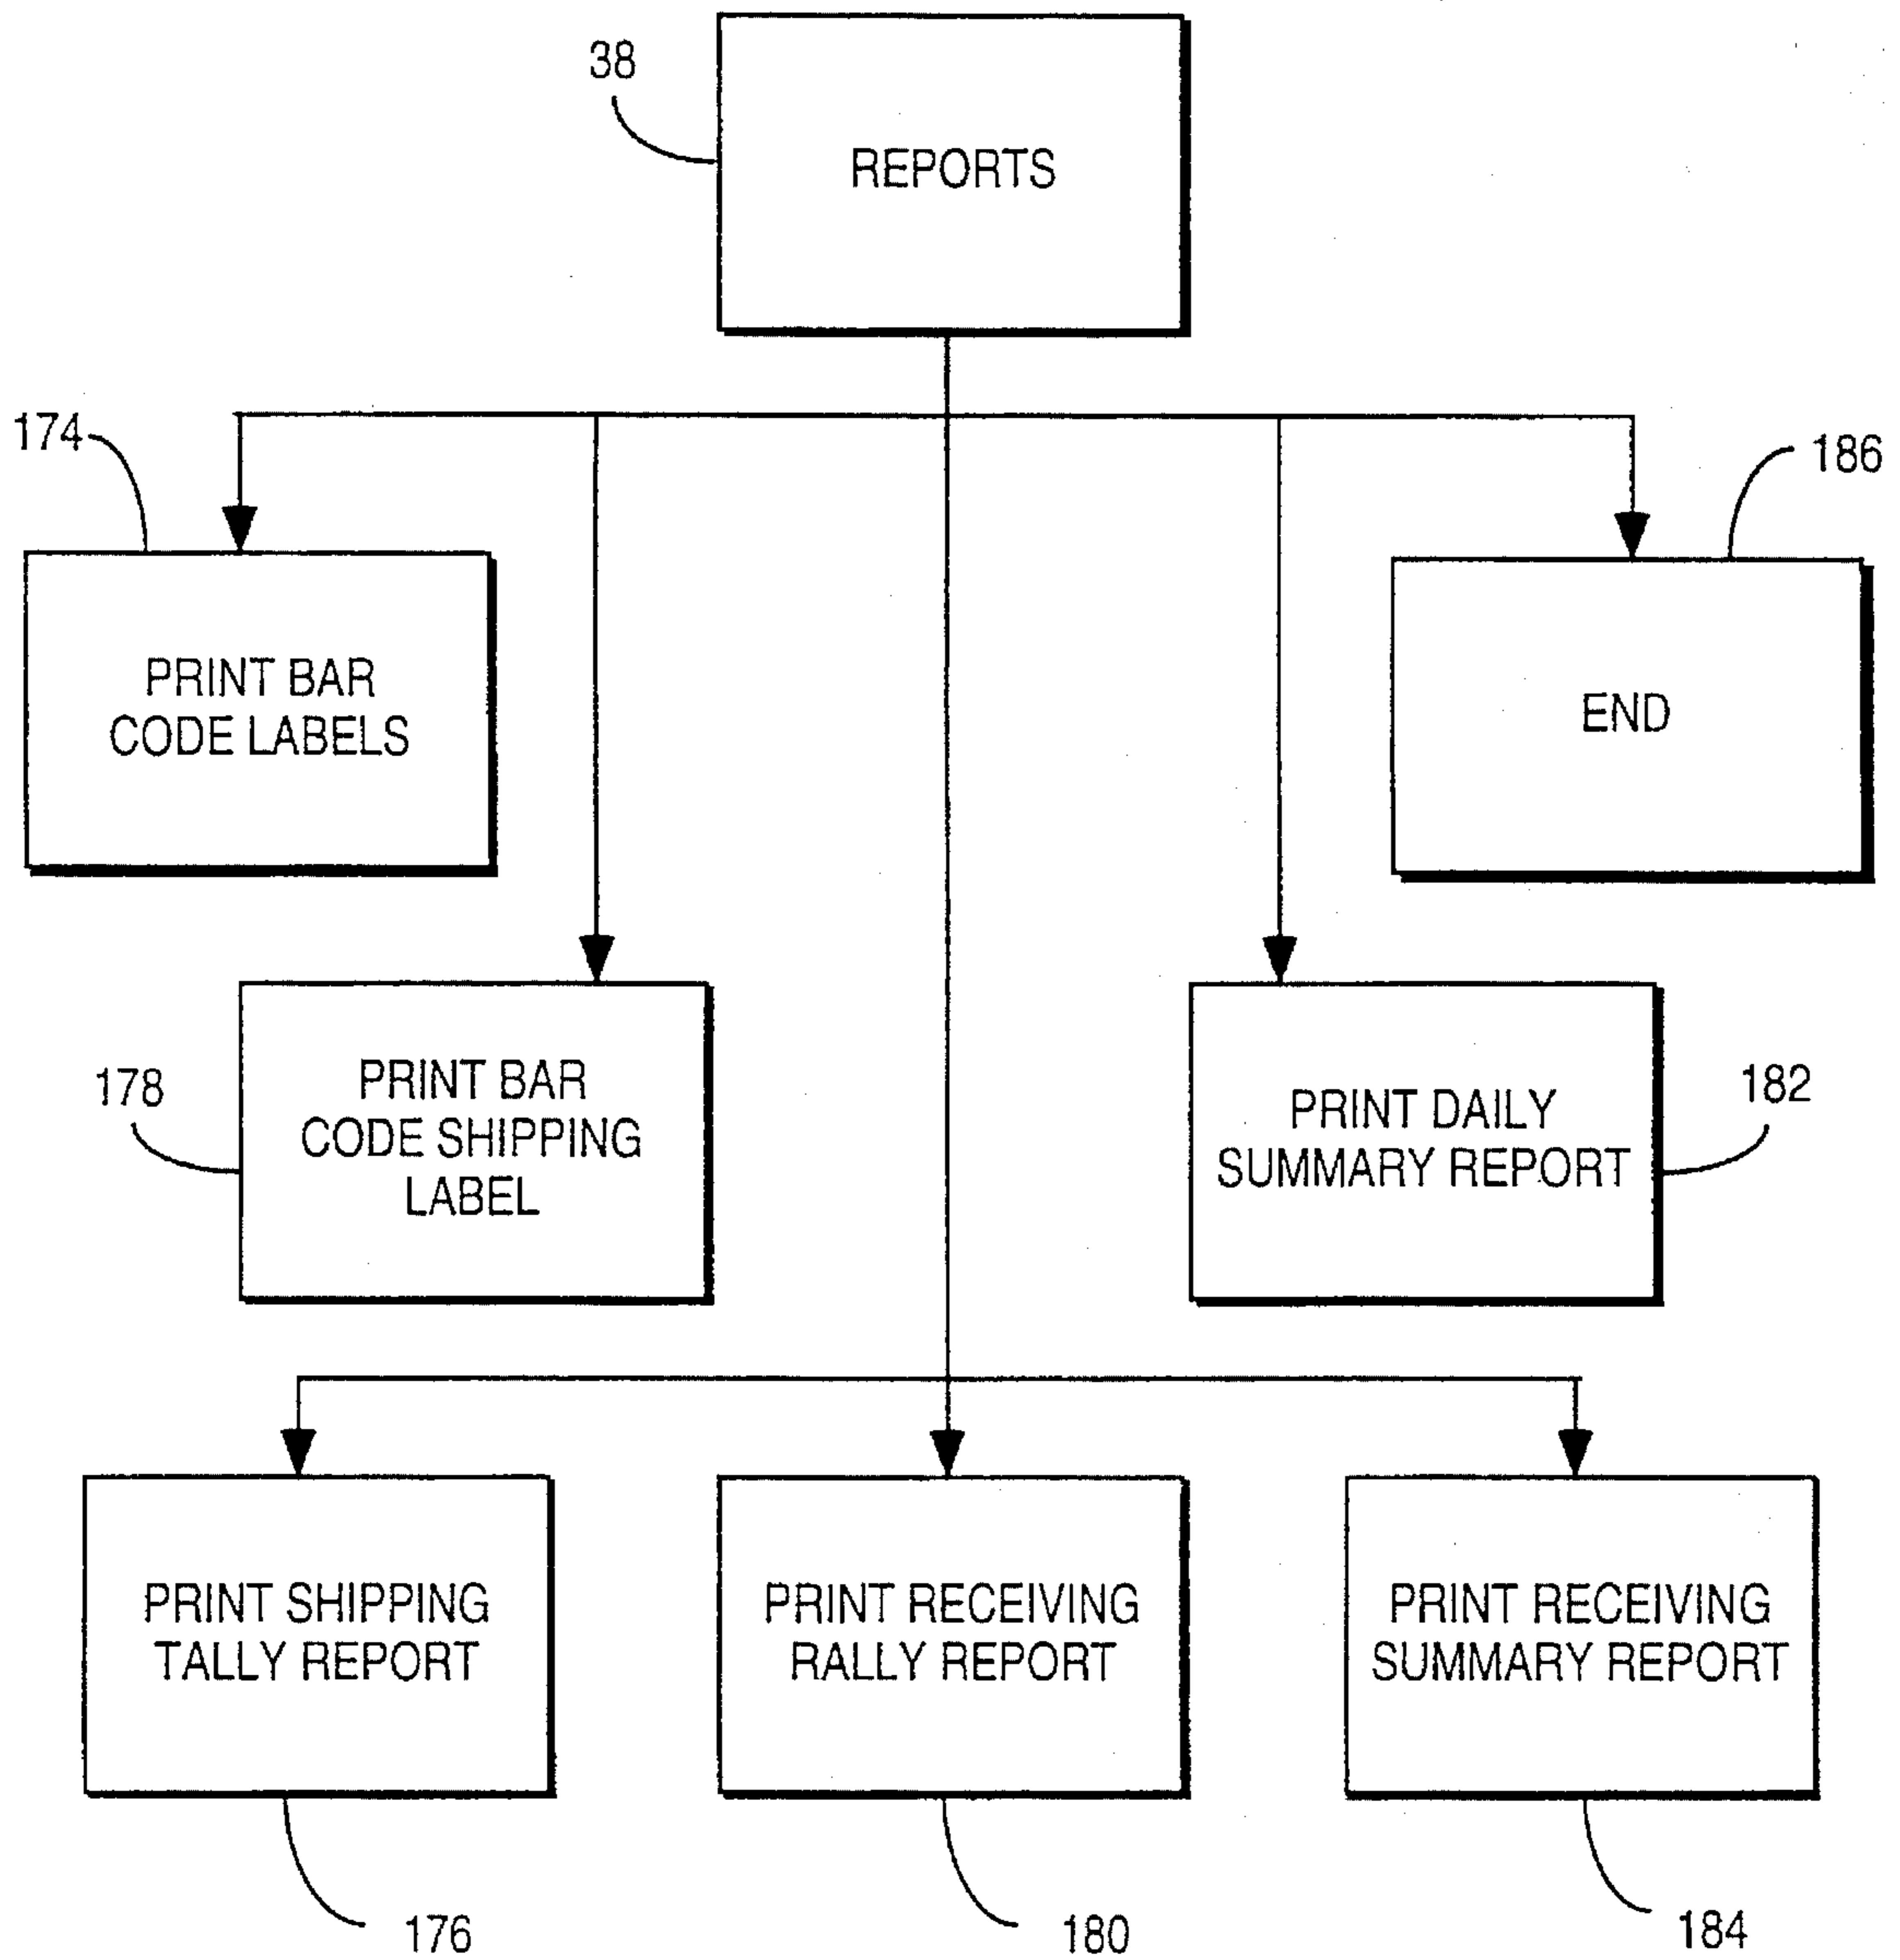 38
REPORTS
174
186
PRINT BAR
CODE LABELS
END
178
PRINT BAR
CODE SHIPPING
LABEL
PRINT DAILY
SUMMARY REPORT
182
PRINT SHIPPING
TALLY REPORT
PRINT RECEIVING
RALLY REPORT
PRINT RECEIVING
SUMMARY REPORT
176
180
184